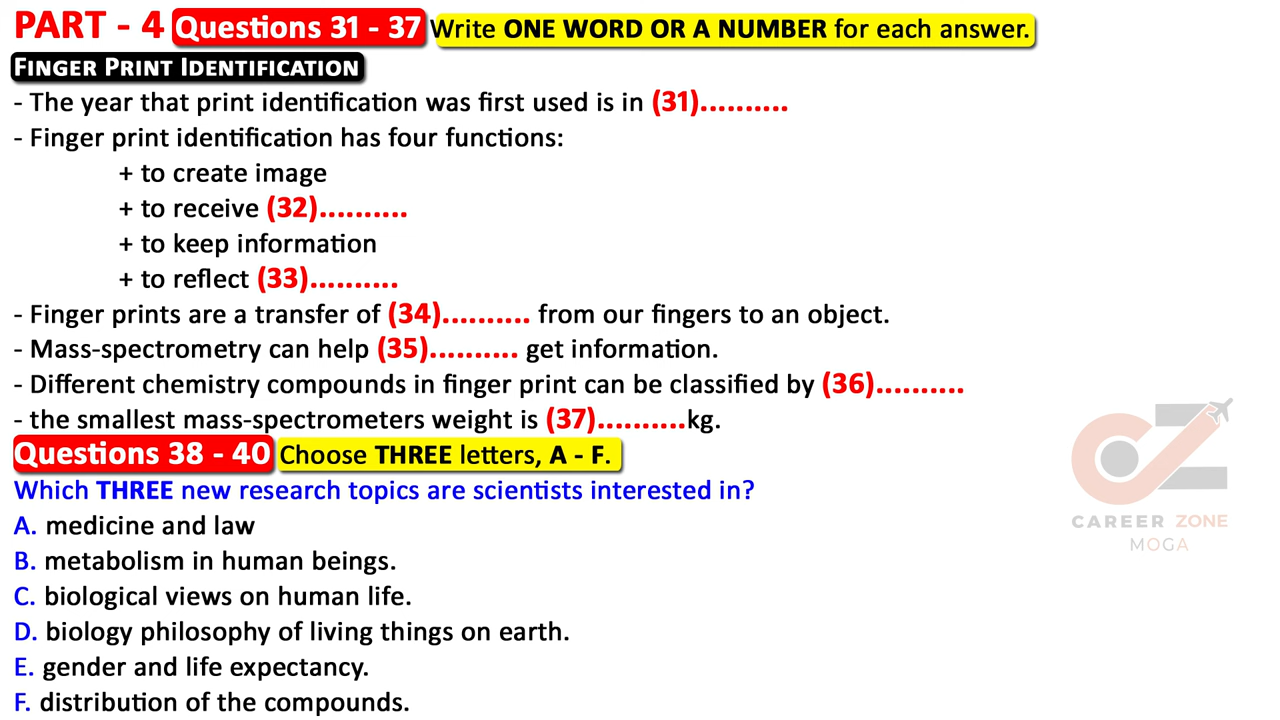 PART - 4 Questions 31 - 37 Write ONE WORD OR A NUMBER for each answer.
FINGER PRINT IDENTIFICATION
- The year that print identification was first used is in (31)..........
- Finger print identification has four functions:
+ to create image
+ to receive (32)..........
+ to keep information
+ to reflect (33)..........
- Finger prints are a transfer of (34).......... from our fingers to an object.
- Mass-spectrometry can help (35).......... get information.
- Different chemistry compounds in finger print can be classified by (36)..........
- the smallest mass-spectrometers weight is (37)..........kg.
Questions 38 - 40 Choose THREE letters, A - F.
Which THREE new research topics are scientists interested in?
A. medicine and law
B. metabolism in human beings.
C. biological views on human life.
D. biology philosophy of living things on earth.
E. gender and life expectancy.
F. distribution of the compounds.
CZ
CAREER ZONE
MOGA